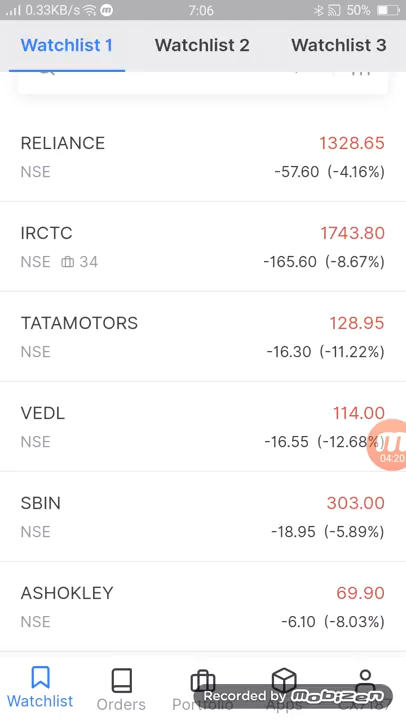 0.33KB/s 7:06 50%
Watchlist 1 Watchlist 2 Watchlist 3
RELIANCE 1328.65
NSE -57.60 (-4.16%)
IRCTC 1743.80
NSE 34 -165.60 (-8.67%)
TATAMOTORS 128.95
NSE -16.30 (-11.22%)
VEDL 114.00
NSE -16.55 (-12.68%)
04:20
SBIN 303.00
NSE -18.95 (-5.89%)
ASHOKLEY 69.90
NSE -6.10 (-8.03%)
Watchlist Orders Portfolio Apps
Recorded by mobizen